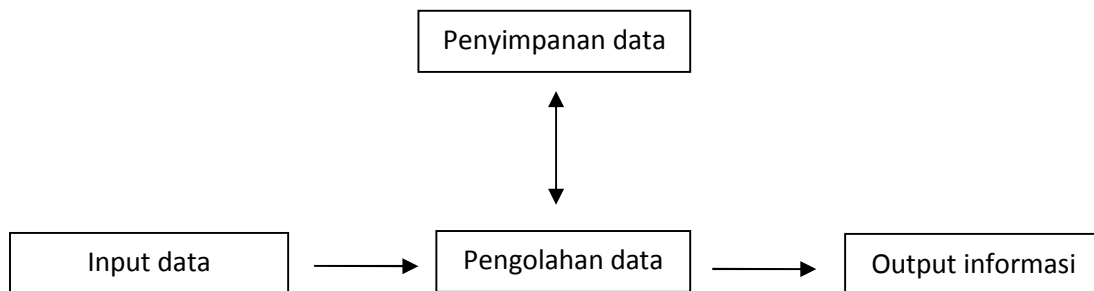 Penyimpanan data
Input data
Pengolahan data
Output informasi